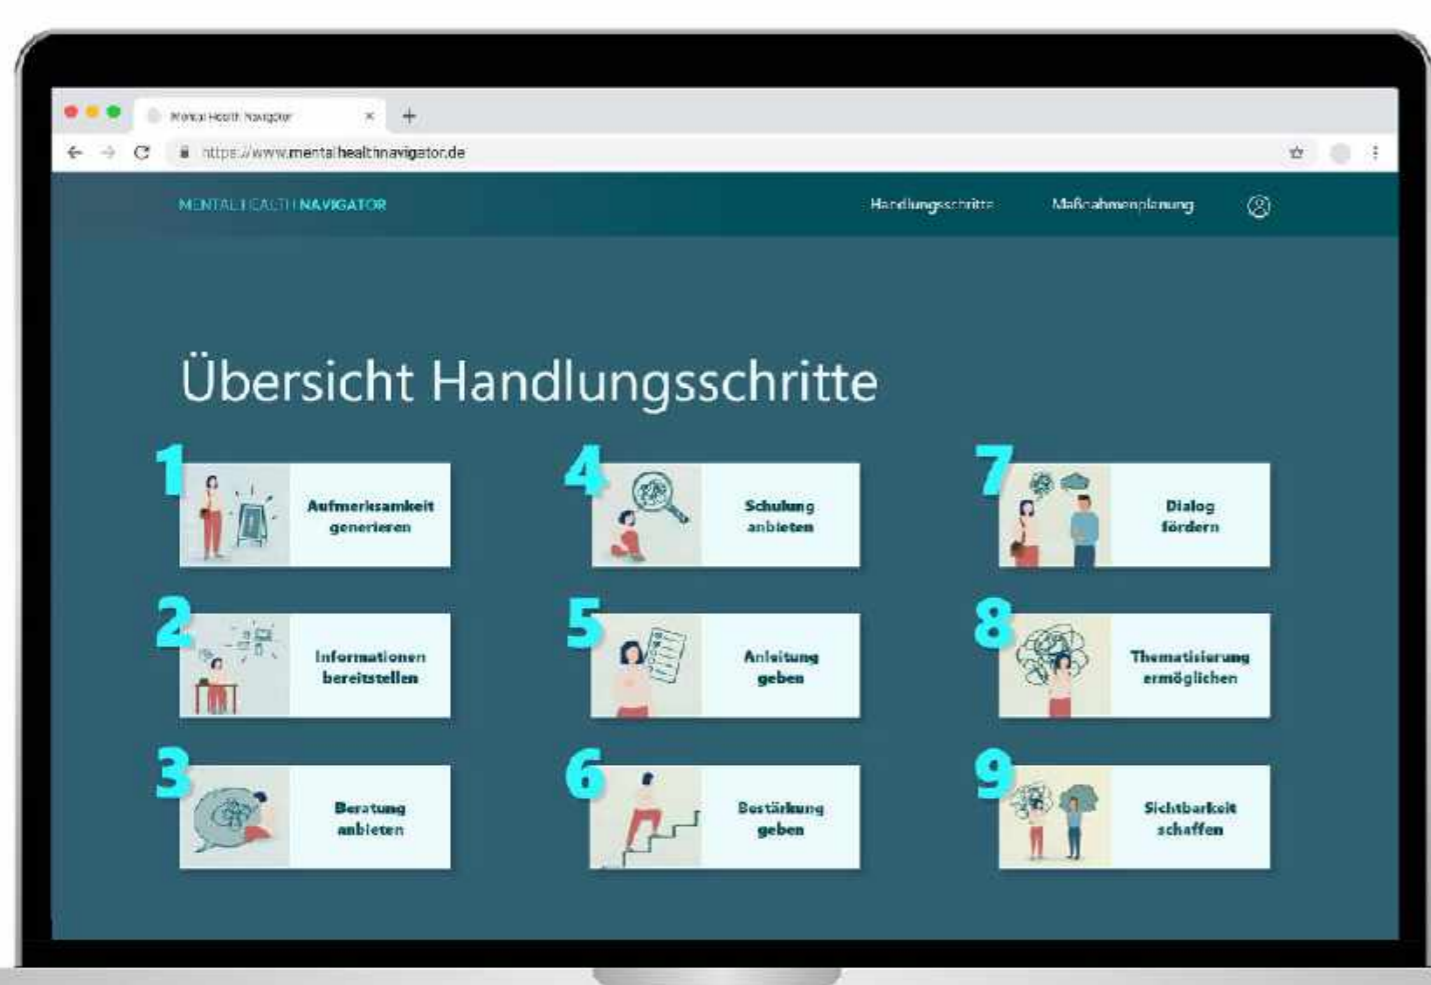 Mental Health Navigator
https://www.mentalhealthnavigator.de
MENTAL HEALTH NAVIGATOR
Handlungsschritte
Maßnahmenplanung
Übersicht Handlungsschritte
1
Aufmerksamkeit
generieren
2
Informationen
bereitstellen
3
Beratung
anbieten
4
Schulung
anbieten
5
Anleitung
geben
6
Bestärkung
geben
7
Dialog
fördern
8
Thematisierung
ermöglichen
9
Sichtbarkeit
schaffen